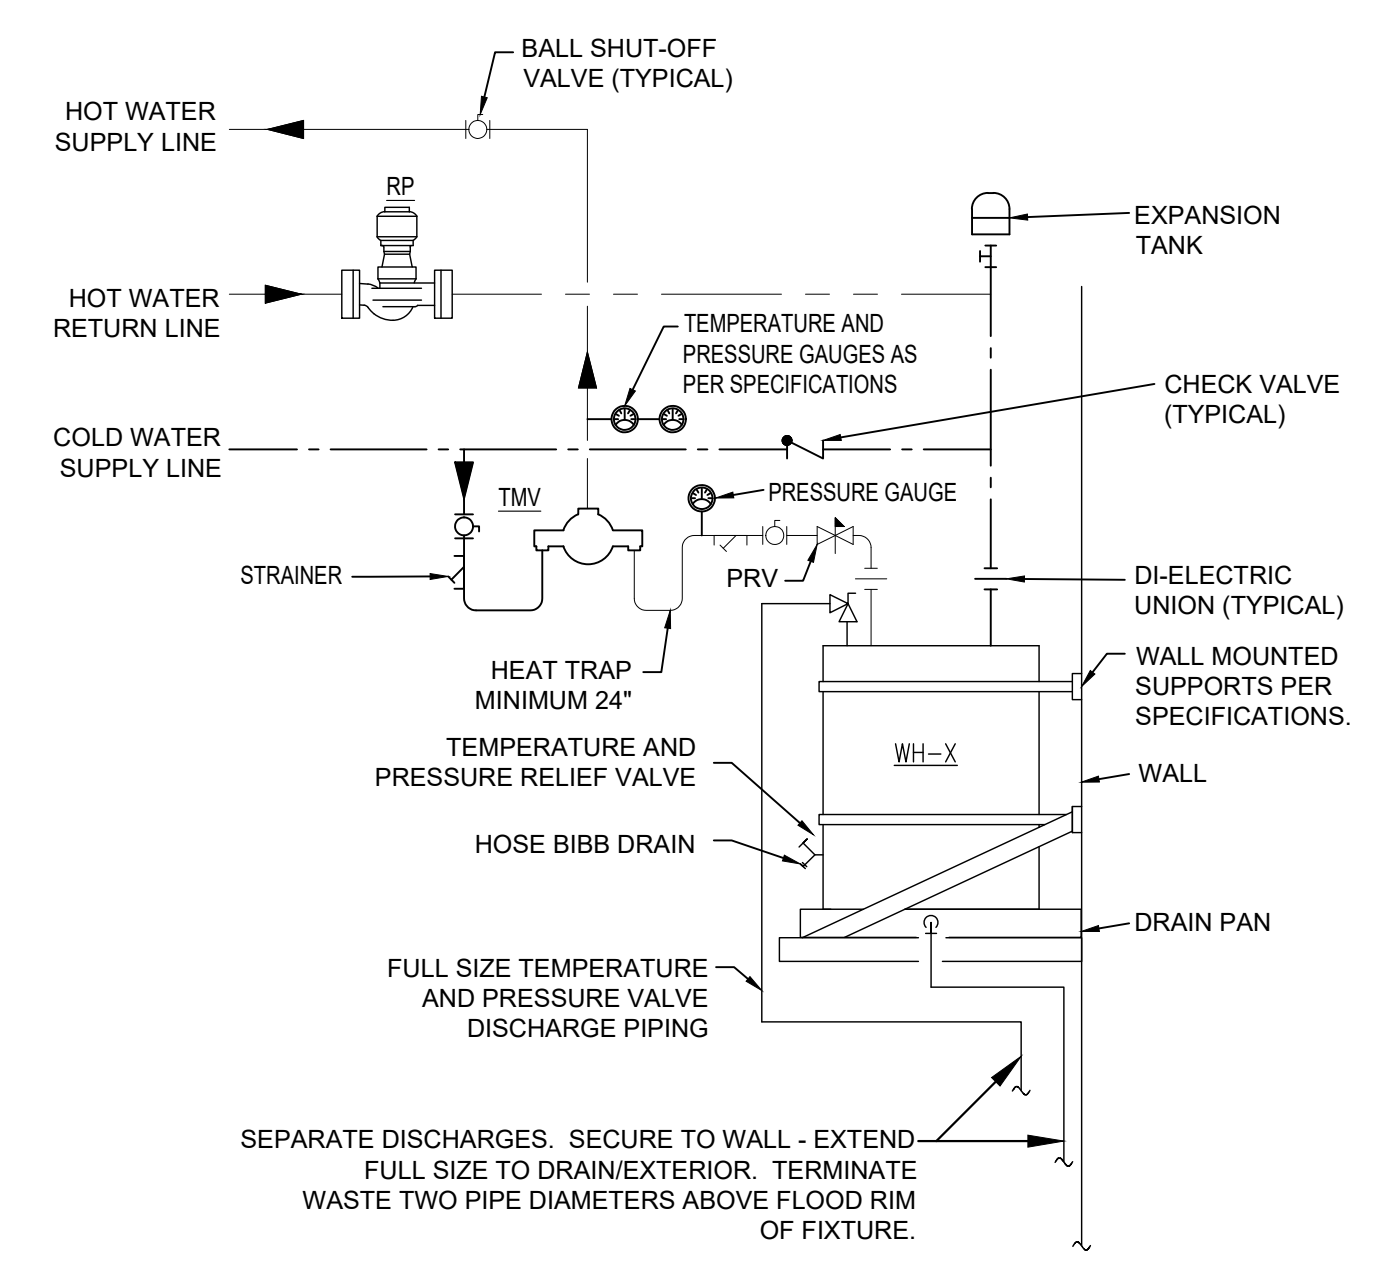 BALL SHUT-OFF
VALVE (TYPICAL)
HOT WATER
SUPPLY LINE
RP
EXPANSION
TANK
HOT WATER
RETURN LINE
TEMPERATURE AND
PRESSURE GAUGES AS
PER SPECIFICATIONS
CHECK VALVE
(TYPICAL)
COLD WATER
SUPPLY LINE
TMV
PRESSURE GAUGE
STRAINER
PRV
DI-ELECTRIC
UNION (TYPICAL)
HEAT TRAP
MINIMUM 24"
WALL MOUNTED
SUPPORTS PER
SPECIFICATIONS.
TEMPERATURE AND
PRESSURE RELIEF VALVE
WH-X
WALL
HOSE BIBB DRAIN
DRAIN PAN
FULL SIZE TEMPERATURE
AND PRESSURE VALVE
DISCHARGE PIPING
SEPARATE DISCHARGES.  SECURE TO WALL - EXTEND
FULL SIZE TO DRAIN/EXTERIOR.  TERMINATE
WASTE TWO PIPE DIAMETERS ABOVE FLOOD RIM
OF FIXTURE.